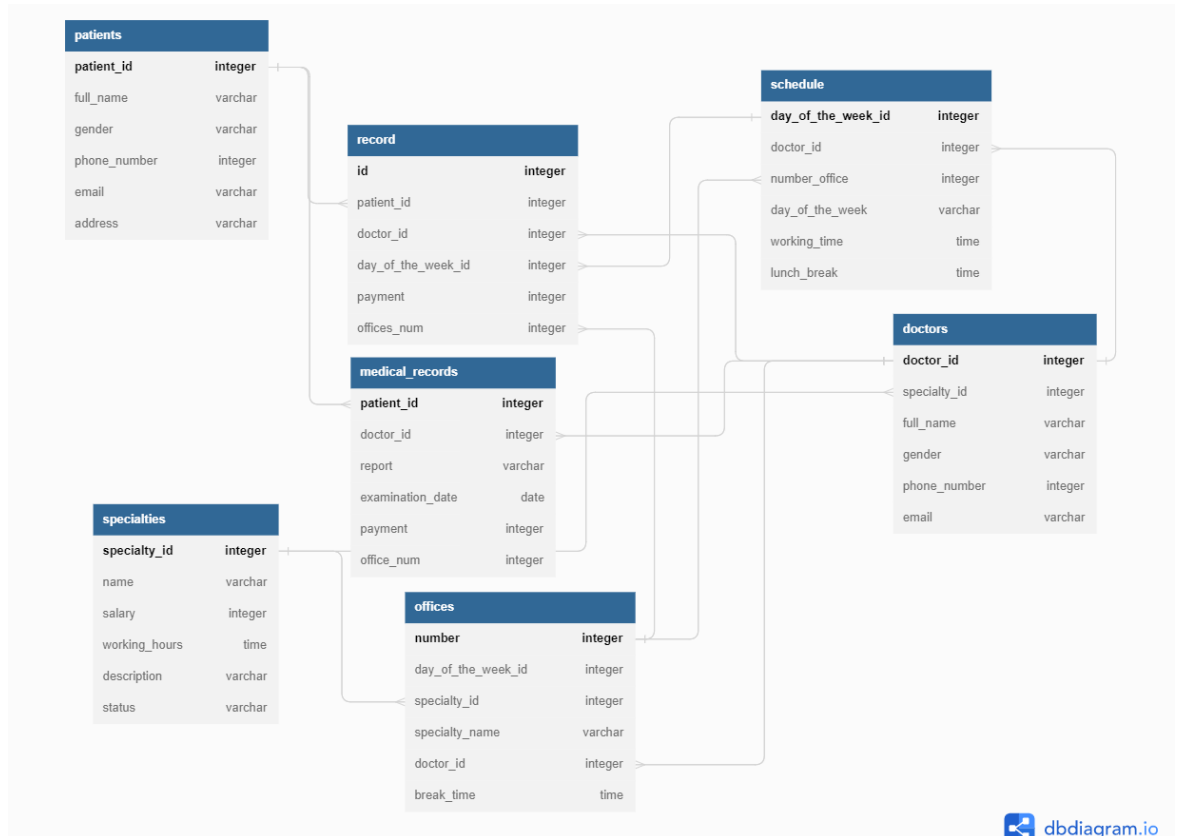 patients
patient_id integer
full_name varchar
gender varchar
phone_number integer
email varchar
address varchar
record
id integer
patient_id integer
doctor_id integer
day_of_the_week_id integer
payment integer
offices_num integer
schedule
day_of_the_week_id integer
doctor_id integer
number_office integer
day_of_the_week varchar
working_time time
lunch_break time
doctors
doctor_id integer
specialty_id integer
full_name varchar
gender varchar
phone_number integer
email varchar
medical_records
patient_id integer
doctor_id integer
report varchar
examination_date date
payment integer
office_num integer
specialties
specialty_id integer
name varchar
salary integer
working_hours time
description varchar
status varchar
offices
number integer
day_of_the_week_id integer
specialty_id integer
specialty_name varchar
doctor_id integer
break_time time
dbdiagram.io